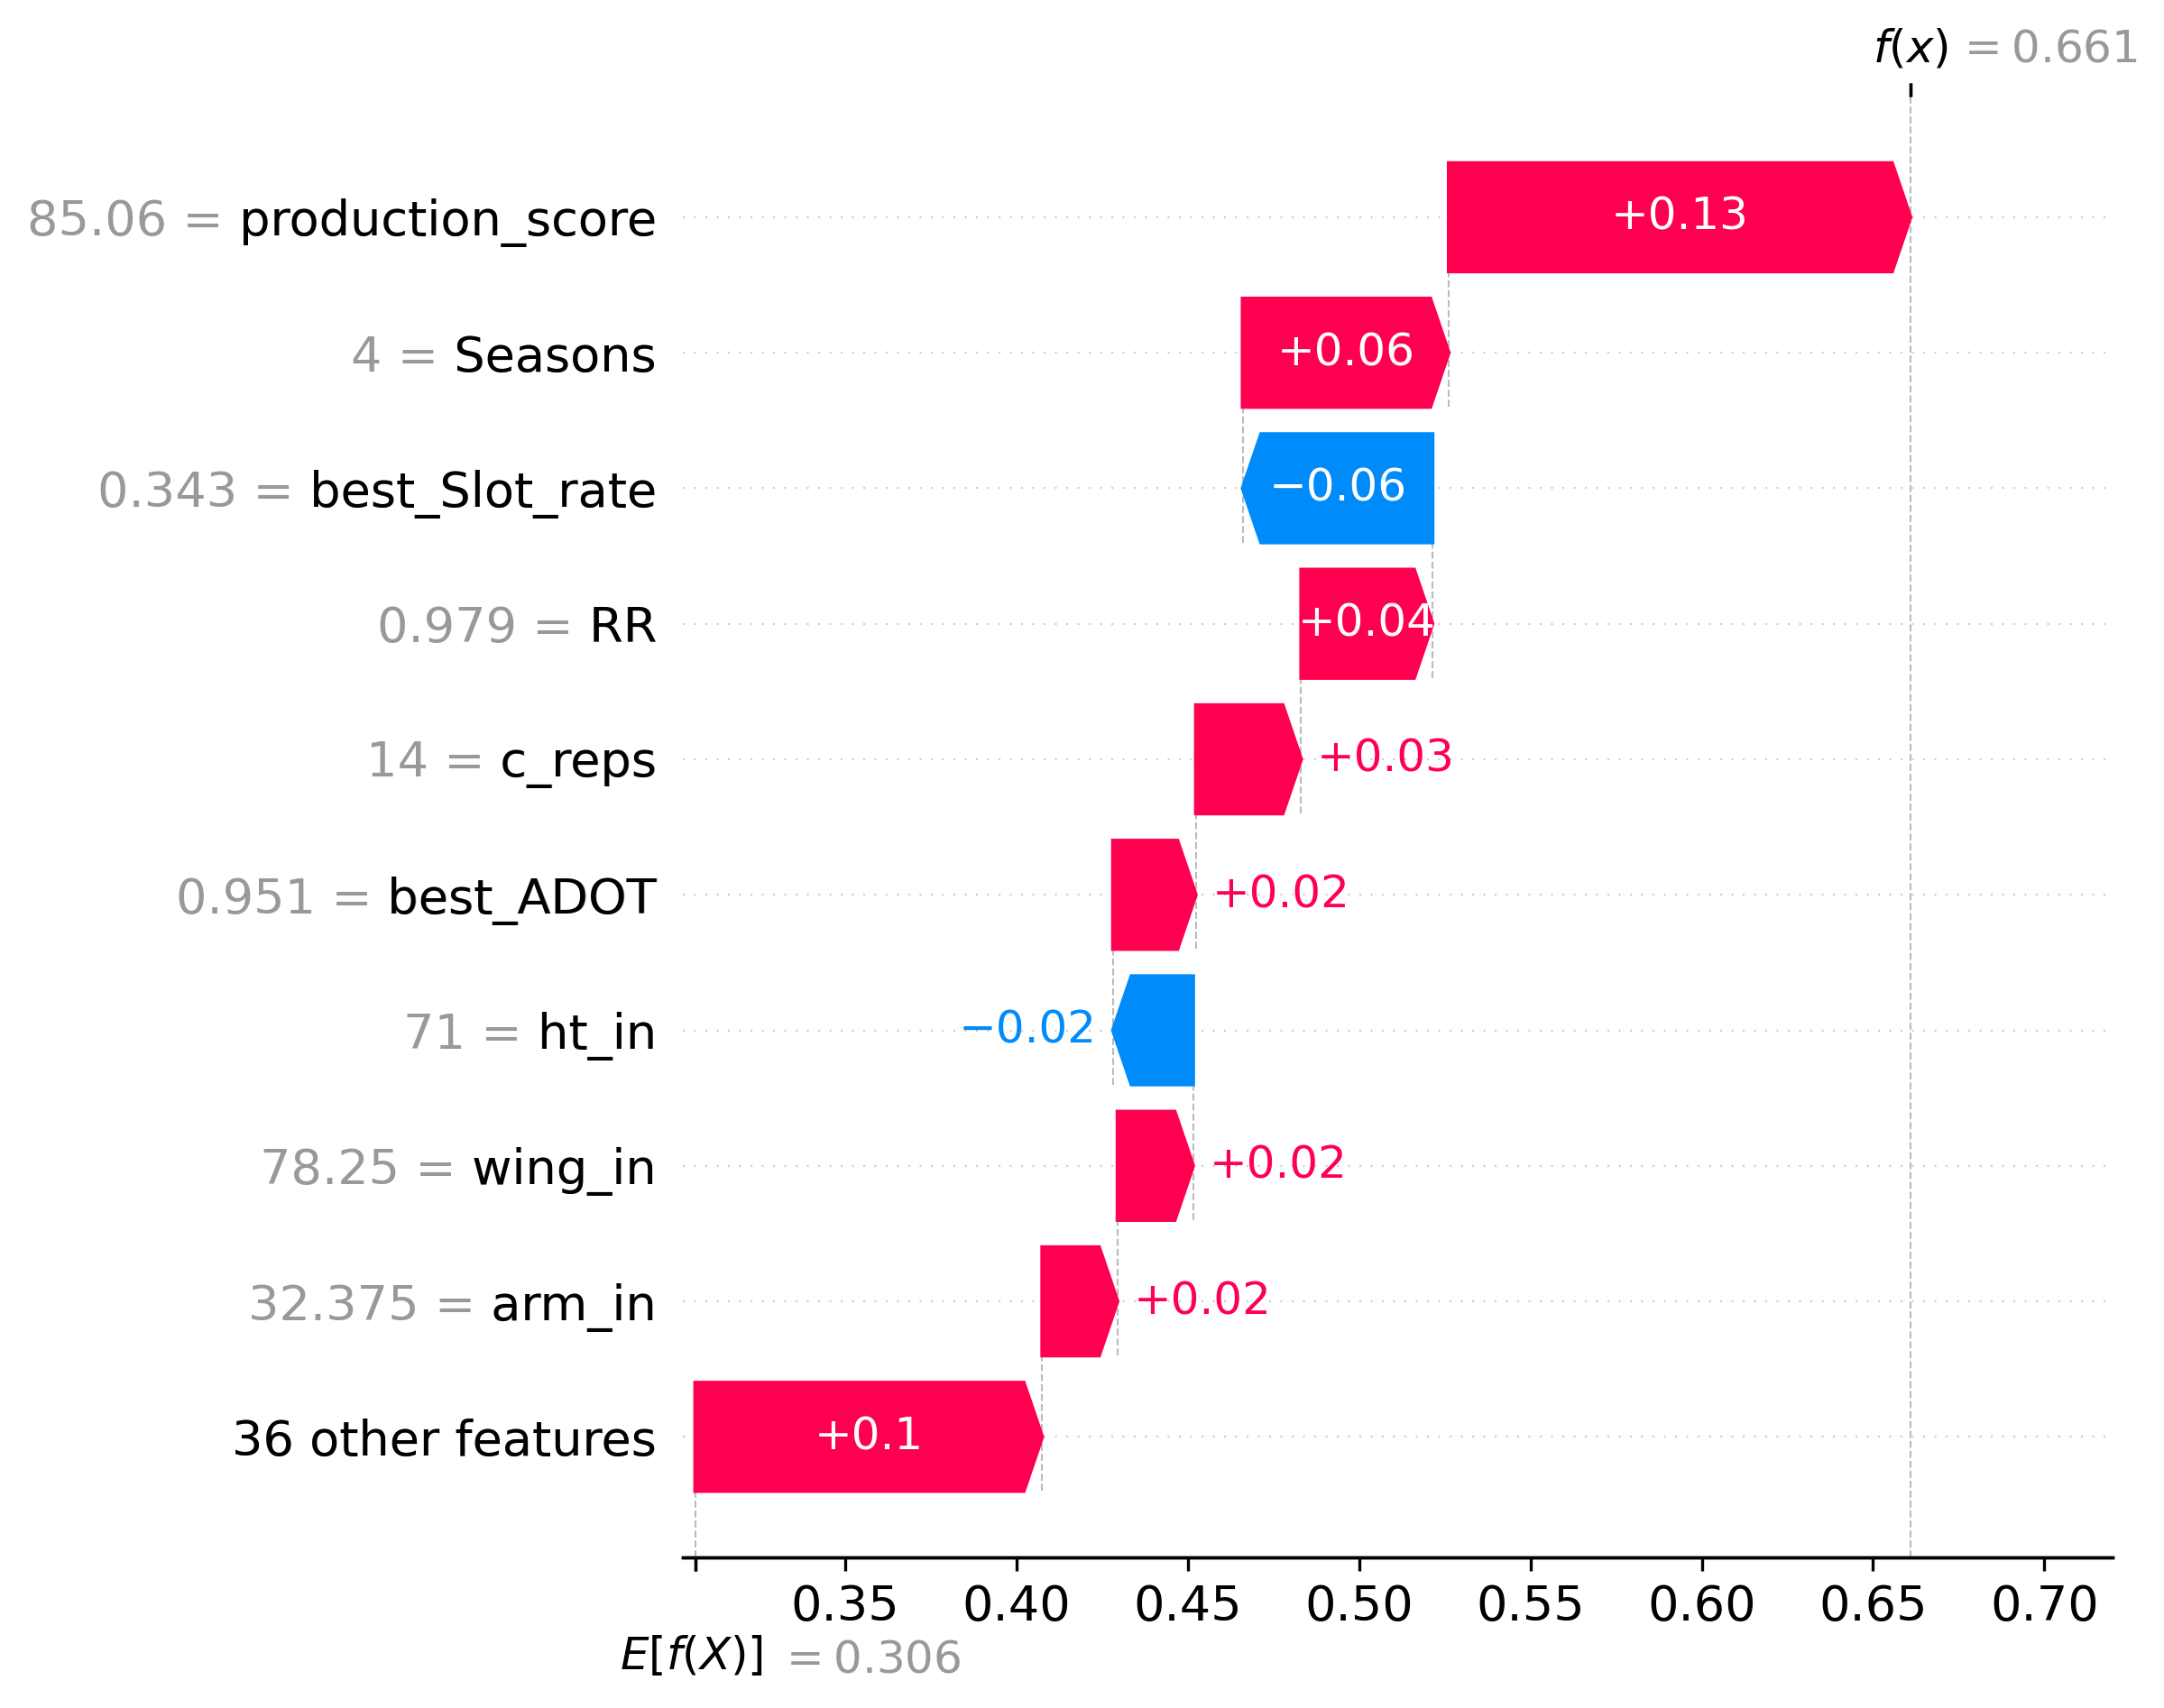 f(x) = 0.661
85.06 = production_score +0.13
4 = Seasons +0.06
0.343 = best_Slot_rate −0.06
0.979 = RR +0.04
14 = c_reps +0.03
0.951 = best_ADOT +0.02
71 = ht_in −0.02
78.25 = wing_in +0.02
32.375 = arm_in +0.02
36 other features +0.1
0.35 0.40 0.45 0.50 0.55 0.60 0.65 0.70
E[f(X)] = 0.306